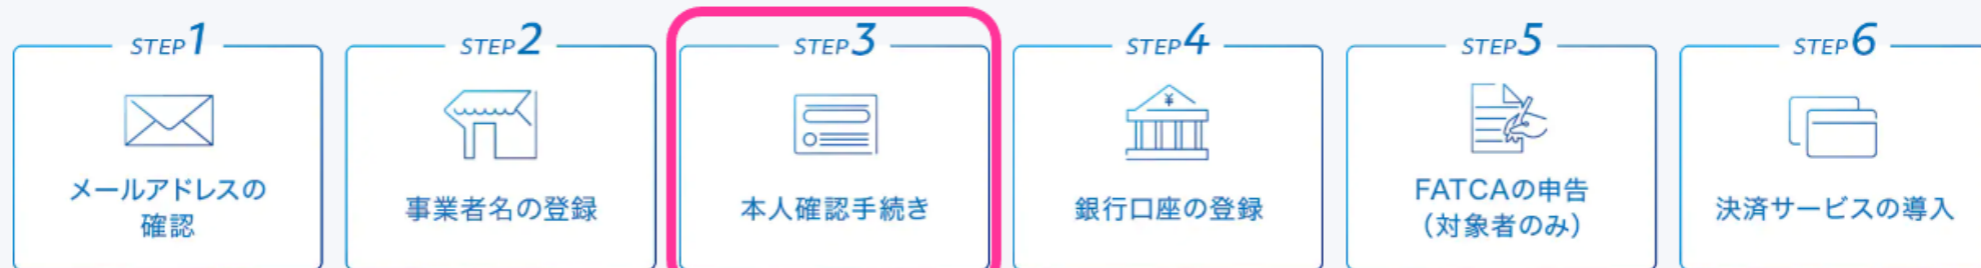 STEP1
メールアドレスの
確認
STEP2
事業者名の登録
STEP3
本人確認手続き
STEP4
¥
銀行口座の登録
STEP5
FATCAの申告
（対象者のみ）
STEP6
決済サービスの導入